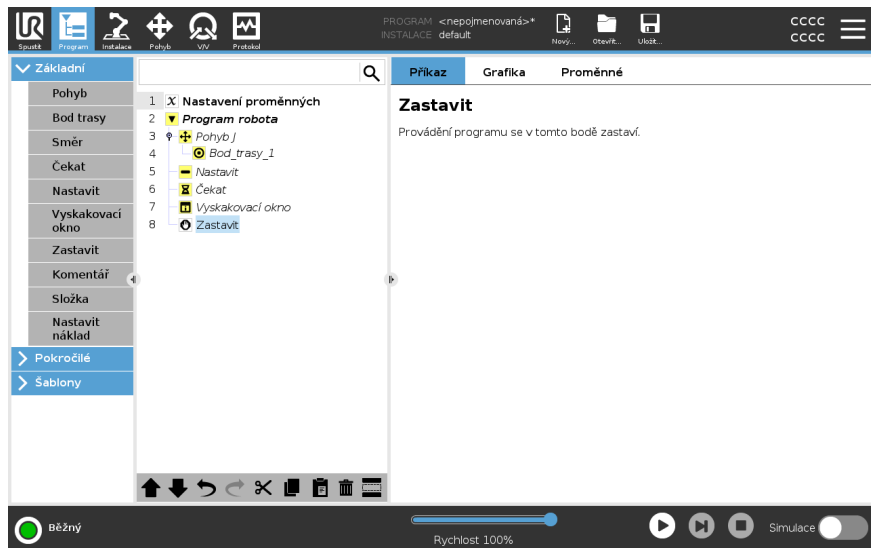 UR
PROGRAM <nepojmenovaná>*
INSTALACE default
CCCC
CCCC
Spustit Program Instalace Pohyb V/V Protokol Nový... Otevřít... Uložit...
Základní
Pohyb
Bod trasy
Směr
Čekat
Nastavit
Vyskakovací
okno
Zastavit
Komentář
Složka
Nastavit
náklad
Pokročilé
Šablony
1 X Nastavení proměnných
2 Program robota
3 Pohyb J
4 Bod_trasy_1
5 Nastavit
6 Čekat
7 Vyskakovací okno
8 Zastavit
Příkaz Grafika Proměnné
Zastavit
Provádění programu se v tomto bodě zastaví.
Běžný
Rychlost 100%
Simulace